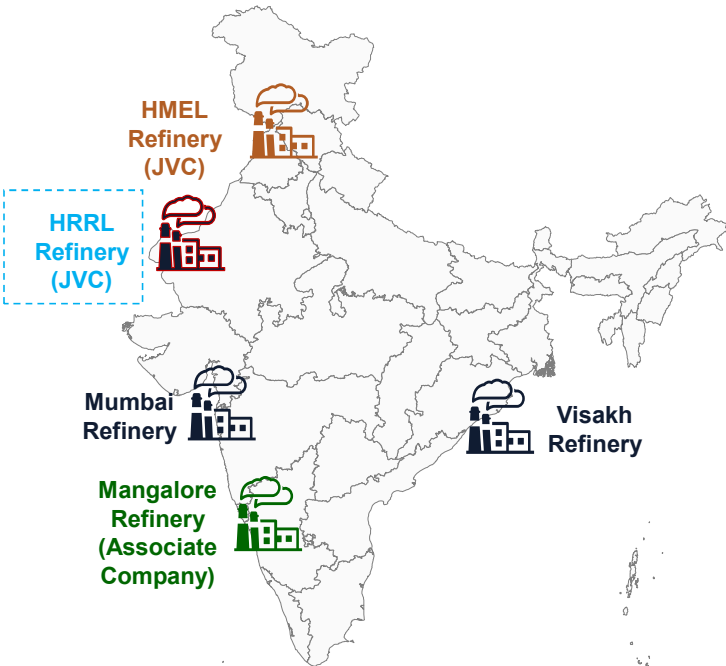 HMEL
Refinery
(JVC)
HRRL
Refinery
(JVC)
Mumbai
Refinery
Visakh
Refinery
Mangalore
Refinery
(Associate
Company)